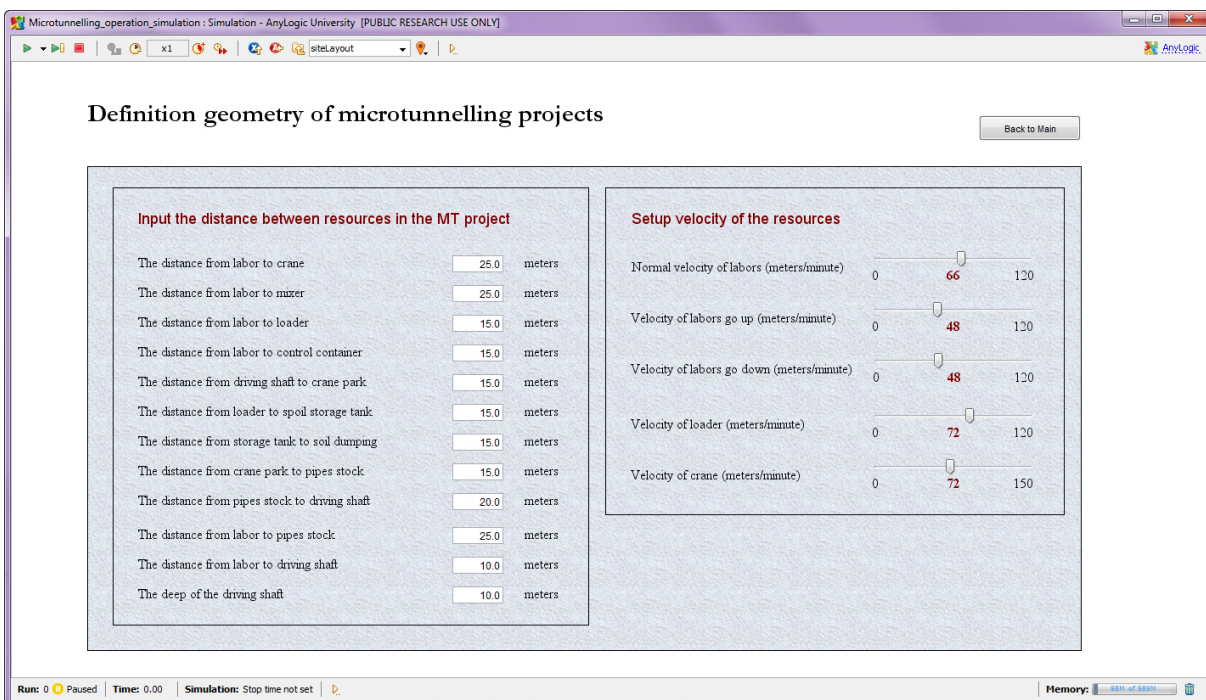 Microtunnelling_operation_simulation : Simulation - AnyLogic University [PUBLIC RESEARCH USE ONLY]
x1 siteLayout AnyLogic
Definition geometry of microtunnelling projects
Back to Main
Input the distance between resources in the MT project
The distance from labor to crane 25.0 meters
The distance from labor to mixer 25.0 meters
The distance from labor to loader 15.0 meters
The distance from labor to control container 15.0 meters
The distance from driving shaft to crane park 15.0 meters
The distance from loader to spoil storage tank 15.0 meters
The distance from storage tank to soil dumping 15.0 meters
The distance from crane park to pipes stock 15.0 meters
The distance from pipes stock to driving shaft 20.0 meters
The distance from labor to pipes stock 25.0 meters
The distance from labor to driving shaft 10.0 meters
The deep of the driving shaft 10.0 meters
Setup velocity of the resources
Normal velocity of labors (meters/minute) 0 66 120
Velocity of labors go up (meters/minute) 0 48 120
Velocity of labors go down (meters/minute) 0 48 120
Velocity of loader (meters/minute) 0 72 120
Velocity of crane (meters/minute) 0 72 150
Run: 0 Paused Time: 0.00 Simulation: Stop time not set Memory: 98M of 989M